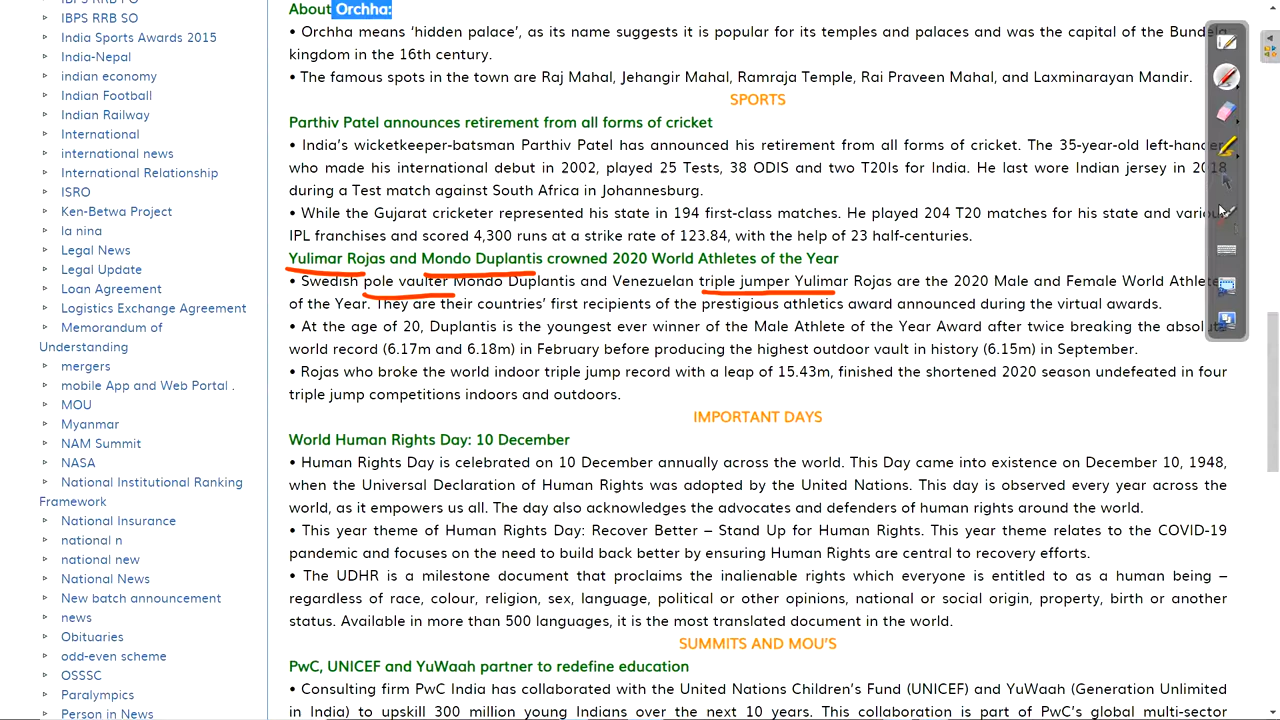 IBPS RRB SO
India Sports Awards 2015
India-Nepal
indian economy
Indian Football
Indian Railway
International
international news
International Relationship
ISRO
Ken-Betwa Project
la nina
Legal News
Legal Update
Loan Agreement
Logistics Exchange Agreement
Memorandum of
Understanding
mergers
mobile App and Web Portal .
MOU
Myanmar
NAM Summit
NASA
National Institutional Ranking
Framework
National Insurance
national n
national new
National News
New batch announcement
news
Obituaries
odd-even scheme
OSSSC
Paralympics
Person in News
About Orchha:
• Orchha means ‘hidden palace’, as its name suggests it is popular for its temples and palaces and was the capital of the Bundela
kingdom in the 16th century.
• The famous spots in the town are Raj Mahal, Jehangir Mahal, Ramraja Temple, Rai Praveen Mahal, and Laxminarayan Mandir.
SPORTS
Parthiv Patel announces retirement from all forms of cricket
• India’s wicketkeeper-batsman Parthiv Patel has announced his retirement from all forms of cricket. The 35-year-old left-hander
who made his international debut in 2002, played 25 Tests, 38 ODIS and two T20Is for India. He last wore Indian jersey in 2018
during a Test match against South Africa in Johannesburg.
• While the Gujarat cricketer represented his state in 194 first-class matches. He played 204 T20 matches for his state and various
IPL franchises and scored 4,300 runs at a strike rate of 123.84, with the help of 23 half-centuries.
Yulimar Rojas and Mondo Duplantis crowned 2020 World Athletes of the Year
• Swedish pole vaulter Mondo Duplantis and Venezuelan triple jumper Yulimar Rojas are the 2020 Male and Female World Athletes
of the Year. They are their countries’ first recipients of the prestigious athletics award announced during the virtual awards.
• At the age of 20, Duplantis is the youngest ever winner of the Male Athlete of the Year Award after twice breaking the absolute
world record (6.17m and 6.18m) in February before producing the highest outdoor vault in history (6.15m) in September.
• Rojas who broke the world indoor triple jump record with a leap of 15.43m, finished the shortened 2020 season undefeated in four
triple jump competitions indoors and outdoors.
IMPORTANT DAYS
World Human Rights Day: 10 December
• Human Rights Day is celebrated on 10 December annually across the world. This Day came into existence on December 10, 1948,
when the Universal Declaration of Human Rights was adopted by the United Nations. This day is observed every year across the
world, as it empowers us all. The day also acknowledges the advocates and defenders of human rights around the world.
• This year theme of Human Rights Day: Recover Better – Stand Up for Human Rights. This year theme relates to the COVID-19
pandemic and focuses on the need to build back better by ensuring Human Rights are central to recovery efforts.
• The UDHR is a milestone document that proclaims the inalienable rights which everyone is entitled to as a human being –
regardless of race, colour, religion, sex, language, political or other opinions, national or social origin, property, birth or another
status. Available in more than 500 languages, it is the most translated document in the world.
SUMMITS AND MOU’S
PwC, UNICEF and YuWaah partner to redefine education
• Consulting firm PwC India has collaborated with the United Nations Children’s Fund (UNICEF) and YuWaah (Generation Unlimited
in India) to upskill 300 million young Indians over the next 10 years. This collaboration is part of PwC’s global multi-sector